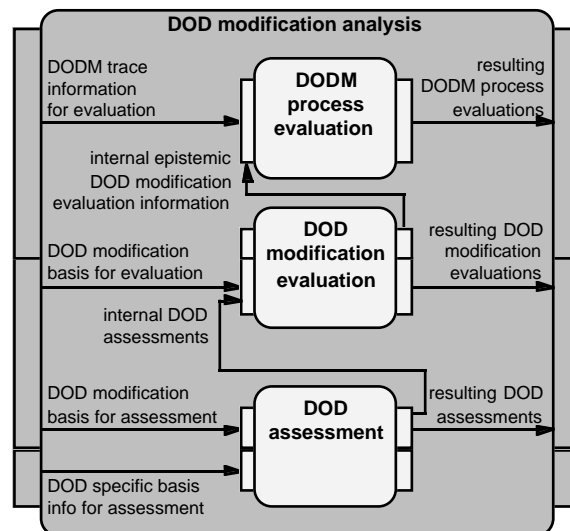 DOD modification analysis
DODM trace
information
for evaluation
DODM
process
evaluation
resulting
DODM process
evaluations
internal epistemic
DOD modification
evaluation information
DOD modification
basis for evaluation
DOD
modification
evaluation
resulting DOD
modification
evaluations
internal DOD
assessments
DOD modification
basis for assessment
DOD
assessment
resulting DOD
assessments
DOD specific basis
info for assessment